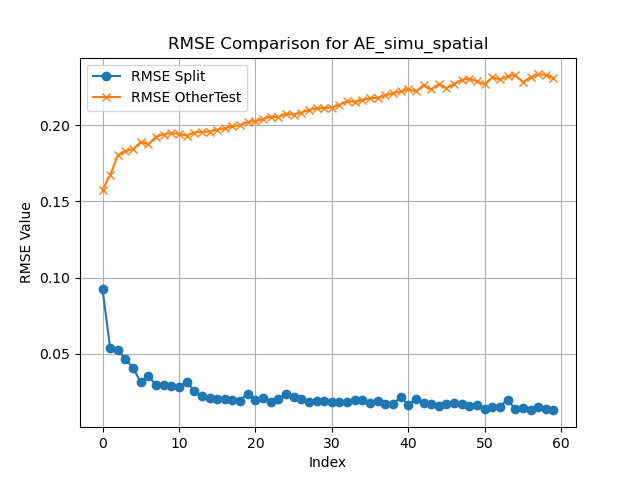 RMSE Comparison for AE_simu_spatial
RMSE Split
RMSE OtherTest
RMSE Value
0.20
0.15
0.10
0.05
0 10 20 30 40 50 60
Index